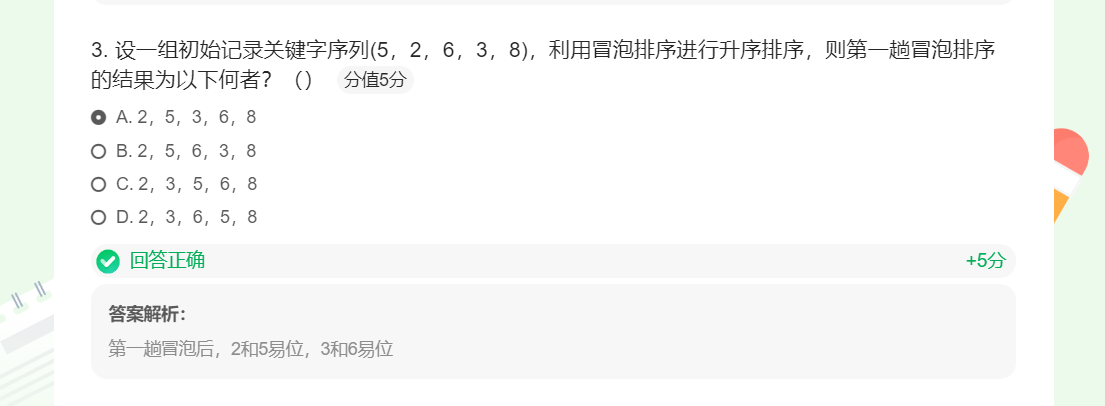 3. 设一组初始记录关键字序列(5，2，6，3，8)，利用冒泡排序进行升序排序，则第一趟冒泡排序
的结果为以下何者？（） 分值5分
A. 2，5，3，6，8
B. 2，5，6，3，8
C. 2，3，5，6，8
D. 2，3，6，5，8
回答正确 +5分
答案解析：
第一趟冒泡后，2和5易位，3和6易位